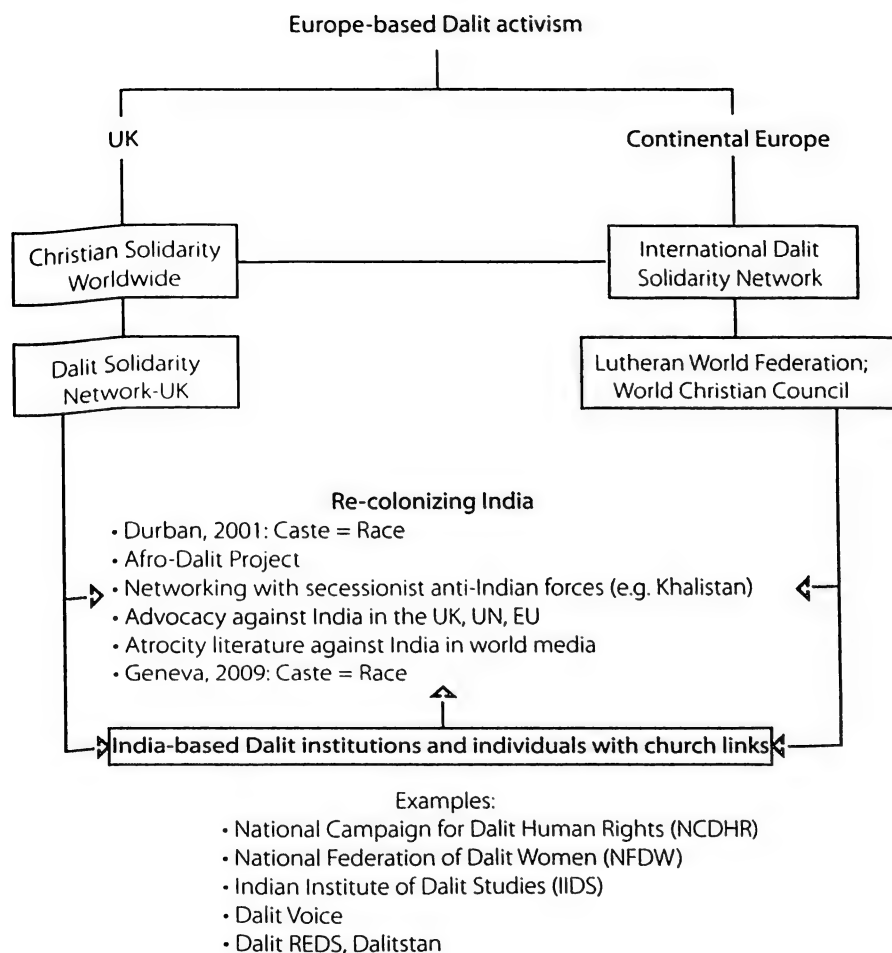 Europe-based Dalit activism
UK
Continental Europe
Christian Solidarity
Worldwide
International Dalit
Solidarity Network
Dalit Solidarity
Network-UK
Lutheran World Federation;
World Christian Council
Re-colonizing India
• Durban, 2001: Caste = Race
• Afro-Dalit Project
• Networking with secessionist anti-Indian forces (e.g. Khalistan)
• Advocacy against India in the UK, UN, EU
• Atrocity literature against India in world media
• Geneva, 2009: Caste = Race
India-based Dalit institutions and individuals with church links
Examples:
• National Campaign for Dalit Human Rights (NCDHR)
• National Federation of Dalit Women (NFDW)
• Indian Institute of Dalit Studies (IIDS)
• Dalit Voice
• Dalit REDS, Dalitstan